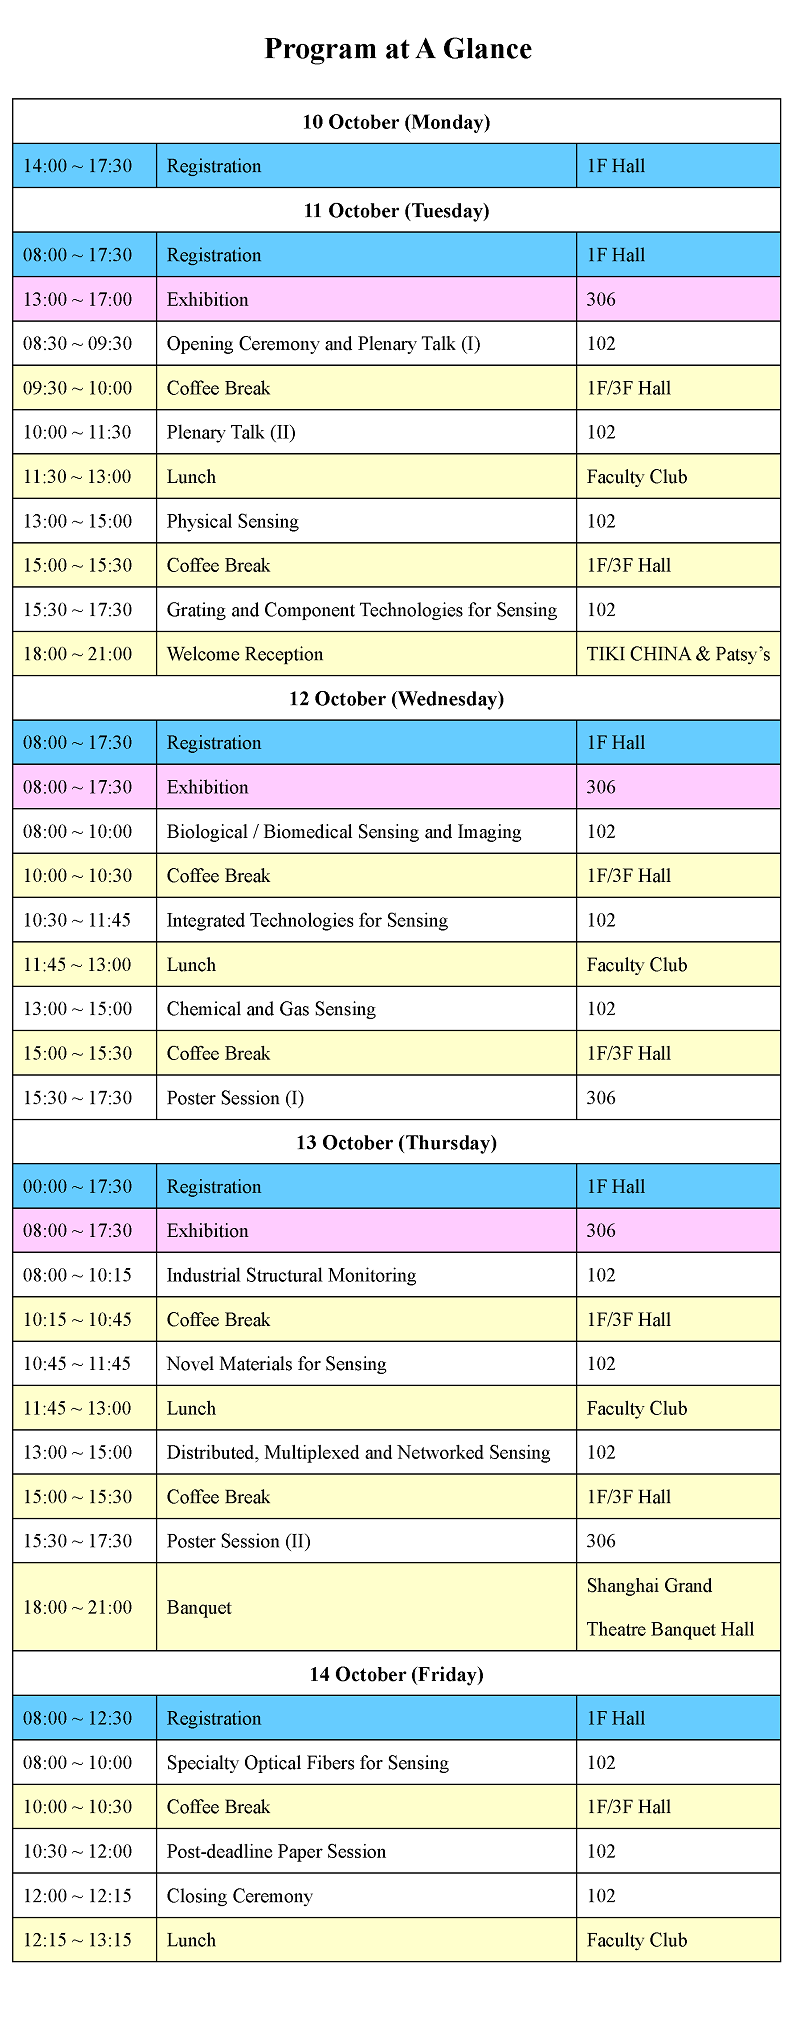 Program at A Glance
10 October (Monday)
14:00 ~ 17:30 Registration 1F Hall
11 October (Tuesday)
08:00 ~ 17:30 Registration 1F Hall
13:00 ~ 17:00 Exhibition 306
08:30 ~ 09:30 Opening Ceremony and Plenary Talk (I) 102
09:30 ~ 10:00 Coffee Break 1F/3F Hall
10:00 ~ 11:30 Plenary Talk (II) 102
11:30 ~ 13:00 Lunch Faculty Club
13:00 ~ 15:00 Physical Sensing 102
15:00 ~ 15:30 Coffee Break 1F/3F Hall
15:30 ~ 17:30 Grating and Component Technologies for Sensing 102
18:00 ~ 21:00 Welcome Reception TIKI CHINA & Patsy’s
12 October (Wednesday)
08:00 ~ 17:30 Registration 1F Hall
08:00 ~ 17:30 Exhibition 306
08:00 ~ 10:00 Biological / Biomedical Sensing and Imaging 102
10:00 ~ 10:30 Coffee Break 1F/3F Hall
10:30 ~ 11:45 Integrated Technologies for Sensing 102
11:45 ~ 13:00 Lunch Faculty Club
13:00 ~ 15:00 Chemical and Gas Sensing 102
15:00 ~ 15:30 Coffee Break 1F/3F Hall
15:30 ~ 17:30 Poster Session (I) 306
13 October (Thursday)
00:00 ~ 17:30 Registration 1F Hall
08:00 ~ 17:30 Exhibition 306
08:00 ~ 10:15 Industrial Structural Monitoring 102
10:15 ~ 10:45 Coffee Break 1F/3F Hall
10:45 ~ 11:45 Novel Materials for Sensing 102
11:45 ~ 13:00 Lunch Faculty Club
13:00 ~ 15:00 Distributed, Multiplexed and Networked Sensing 102
15:00 ~ 15:30 Coffee Break 1F/3F Hall
15:30 ~ 17:30 Poster Session (II) 306
18:00 ~ 21:00 Banquet Shanghai Grand
Theatre Banquet Hall
14 October (Friday)
08:00 ~ 12:30 Registration 1F Hall
08:00 ~ 10:00 Specialty Optical Fibers for Sensing 102
10:00 ~ 10:30 Coffee Break 1F/3F Hall
10:30 ~ 12:00 Post-deadline Paper Session 102
12:00 ~ 12:15 Closing Ceremony 102
12:15 ~ 13:15 Lunch Faculty Club